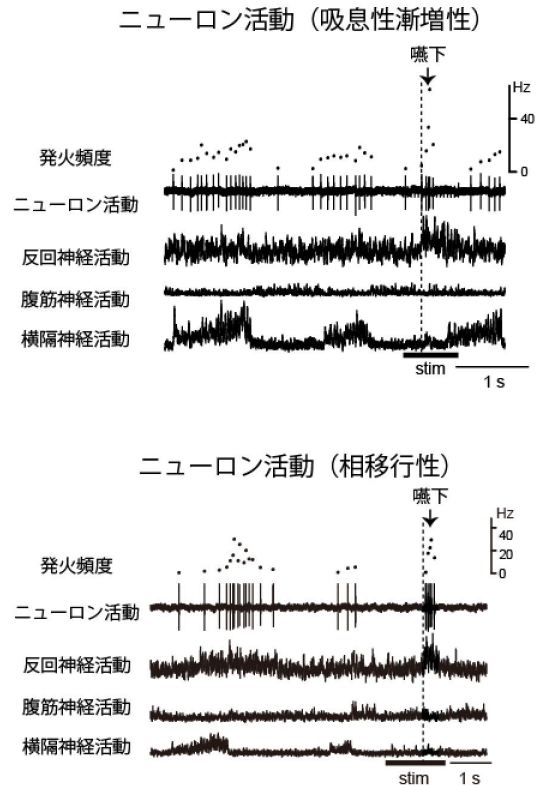 ニューロン活動（吸息性漸増性）
嚥下
Hz
40
0
発火頻度
ニューロン活動
反回神経活動
腹筋神経活動
横隔神経活動
stim
1 s
ニューロン活動（相移行性）
嚥下
Hz
40
20
0
発火頻度
ニューロン活動
反回神経活動
腹筋神経活動
横隔神経活動
stim
1 s